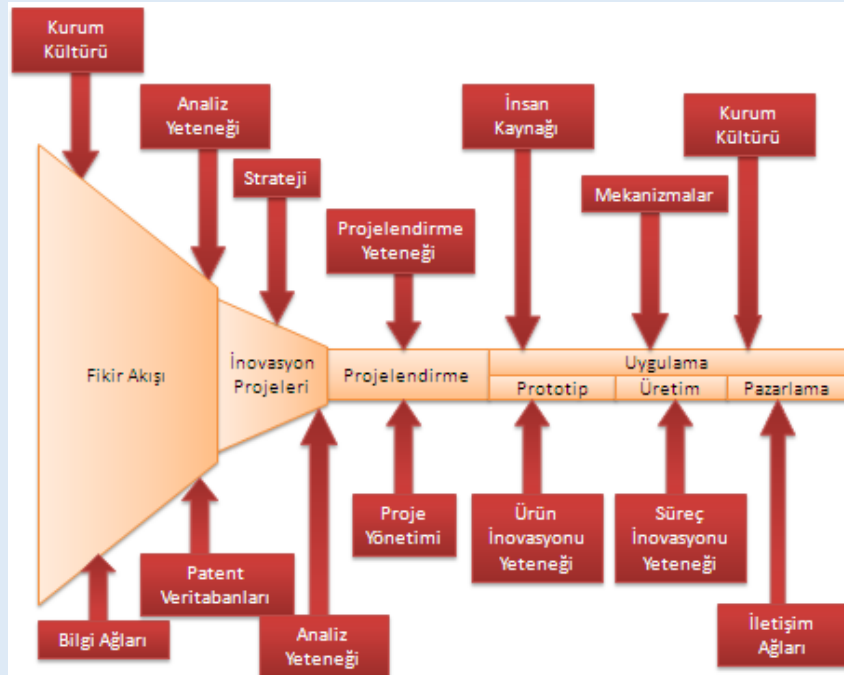 Kurum
Kültürü
Analiz
Yeteneği
Strateji
Projelendirme
Yeteneği
İnsan
Kaynağı
Mekanizmalar
Kurum
Kültürü
Fikir Akışı
İnovasyon
Projeleri
Projelendirme
Uygulama
Prototip
Üretim
Pazarlama
Bilgi Ağları
Patent
Veritabanları
Analiz
Yeteneği
Proje
Yönetimi
Ürün
İnovasyonu
Yeteneği
Süreç
İnovasyonu
Yeteneği
İletişim
Ağları